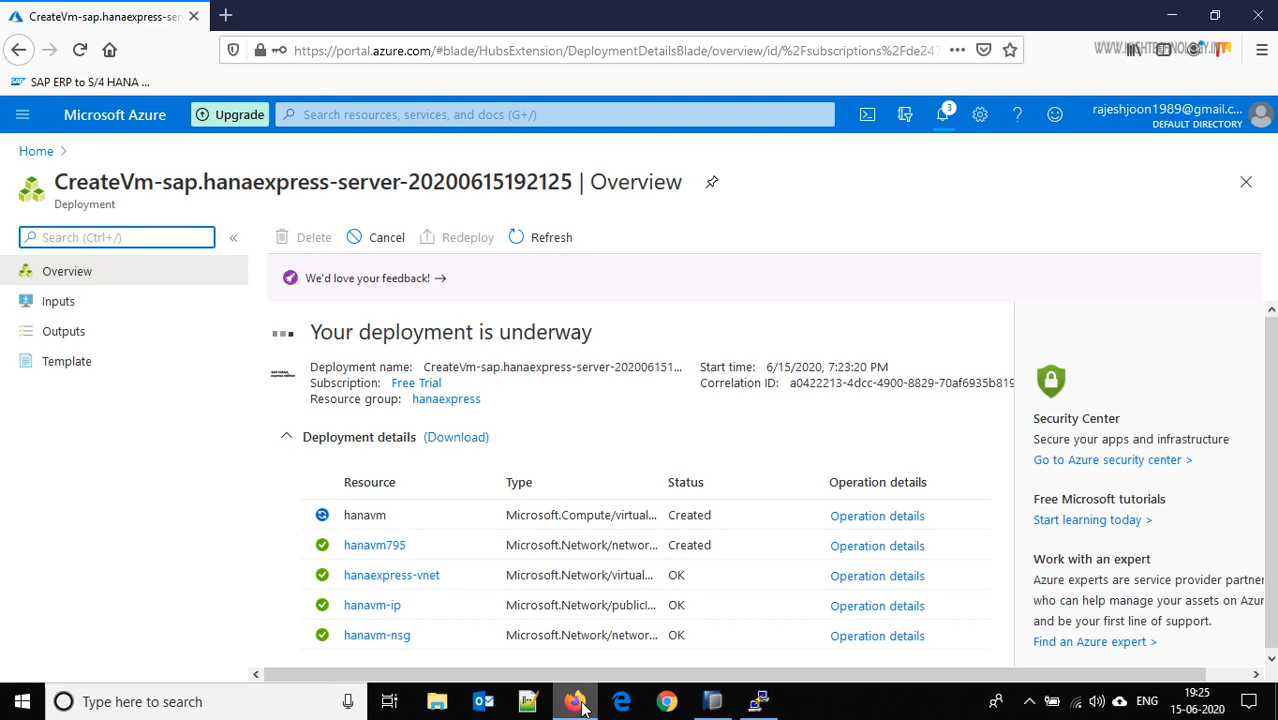 CreateVm-sap.hanaexpress-ser
https://portal.azure.com/#blade/HubsExtension/DeploymentDetailsBlade/overview/id/%2Fsubscriptions%2Fde247
SAP ERP to S/4 HANA ...
Microsoft Azure
Upgrade
Search resources, services, and docs (G+/)
3
rajeshjoon1989@gmail.c...
DEFAULT DIRECTORY
Home >
CreateVm-sap.hanaexpress-server-20200615192125 | Overview
Deployment
Search (Ctrl+/)
«
Delete
Cancel
Redeploy
Refresh
Overview
Inputs
Outputs
Template
We'd love your feedback! →
Your deployment is underway
Deployment name: CreateVm-sap.hanaexpress-server-202006151...
Subscription: Free Trial
Resource group: hanaexpress
Start time: 6/15/2020, 7:23:20 PM
Correlation ID: a0422213-4dcc-4900-8829-70af6935b819
Deployment details (Download)
Resource Type Status Operation details
hanavm Microsoft.Compute/virtual... Created Operation details
hanavm795 Microsoft.Network/networ... Created Operation details
hanaexpress-vnet Microsoft.Network/virtual... OK Operation details
hanavm-ip Microsoft.Network/publicI... OK Operation details
hanavm-nsg Microsoft.Network/networ... OK Operation details
Security Center
Secure your apps and infrastructure
Go to Azure security center >
Free Microsoft tutorials
Start learning today >
Work with an expert
Azure experts are service provider partner
who can help manage your assets on Azur
and be your first line of support.
Find an Azure expert >
Type here to search
ENG
19:25
15-06-2020